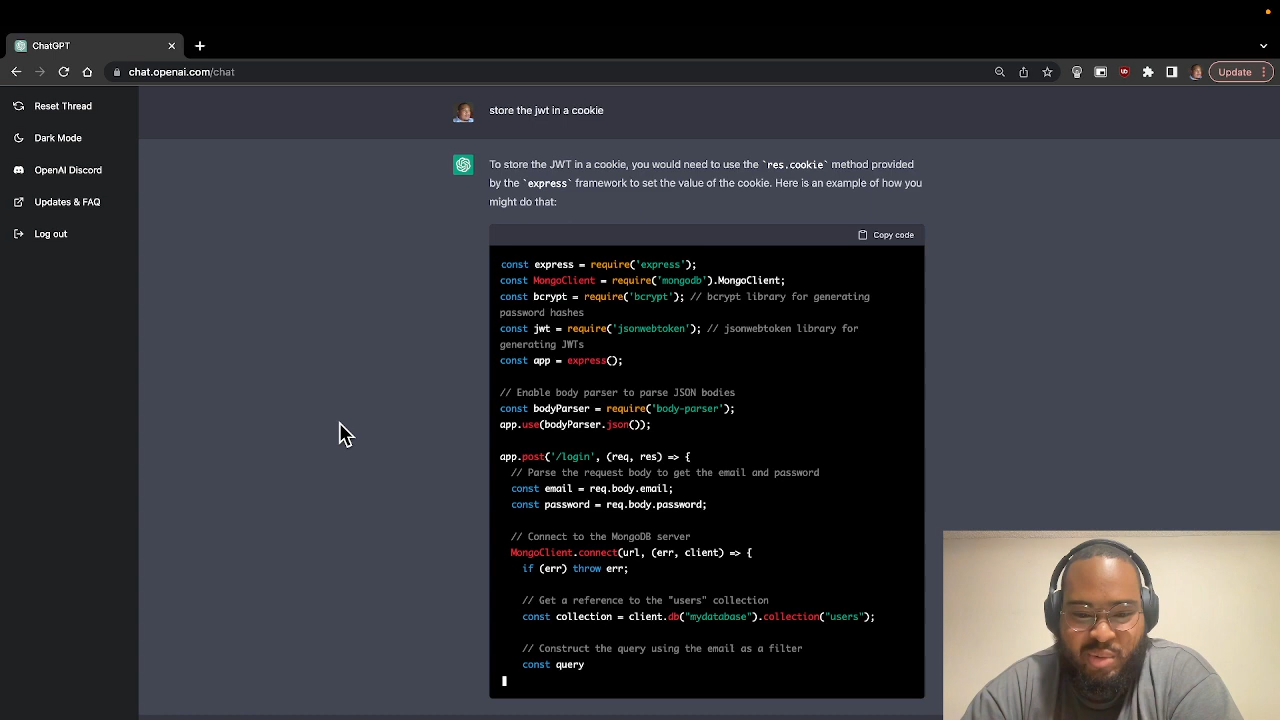 ChatGPT
chat.openai.com/chat
Update
Reset Thread
Dark Mode
OpenAI Discord
Updates & FAQ
Log out
store the jwt in a cookie
To store the JWT in a cookie, you would need to use the `res.cookie` method provided
by the `express` framework to set the value of the cookie. Here is an example of how you
might do that:
Copy code
const express = require('express');
const MongoClient = require('mongodb').MongoClient;
const bcrypt = require('bcrypt'); // bcrypt library for generating
password hashes
const jwt = require('jsonwebtoken'); // jsonwebtoken library for
generating JWTs
const app = express();
// Enable body parser to parse JSON bodies
const bodyParser = require('body-parser');
app.use(bodyParser.json());
app.post('/login', (req, res) => {
// Parse the request body to get the email and password
const email = req.body.email;
const password = req.body.password;
// Connect to the MongoDB server
MongoClient.connect(url, (err, client) => {
if (err) throw err;
// Get a reference to the "users" collection
const collection = client.db("mydatabase").collection("users");
// Construct the query using the email as a filter
const query